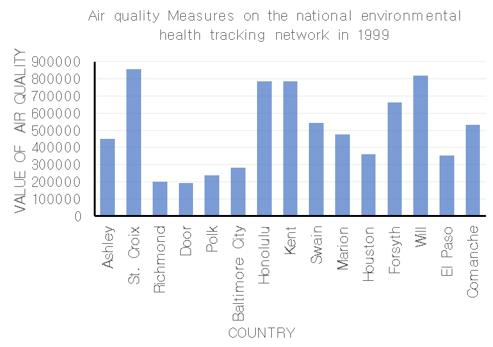 Air quality Measures on the national environmental
health tracking network in 1999
VALUE OF AIR QUALITY
900000
800000
700000
600000
500000
400000
300000
200000
100000
0
Ashley
St. Croix
Richmond
Door
Polk
Baltimore City
Honolulu
Kent
Swain
Marion
Houston
Forsyth
Will
El Paso
Comanche
COUNTRY